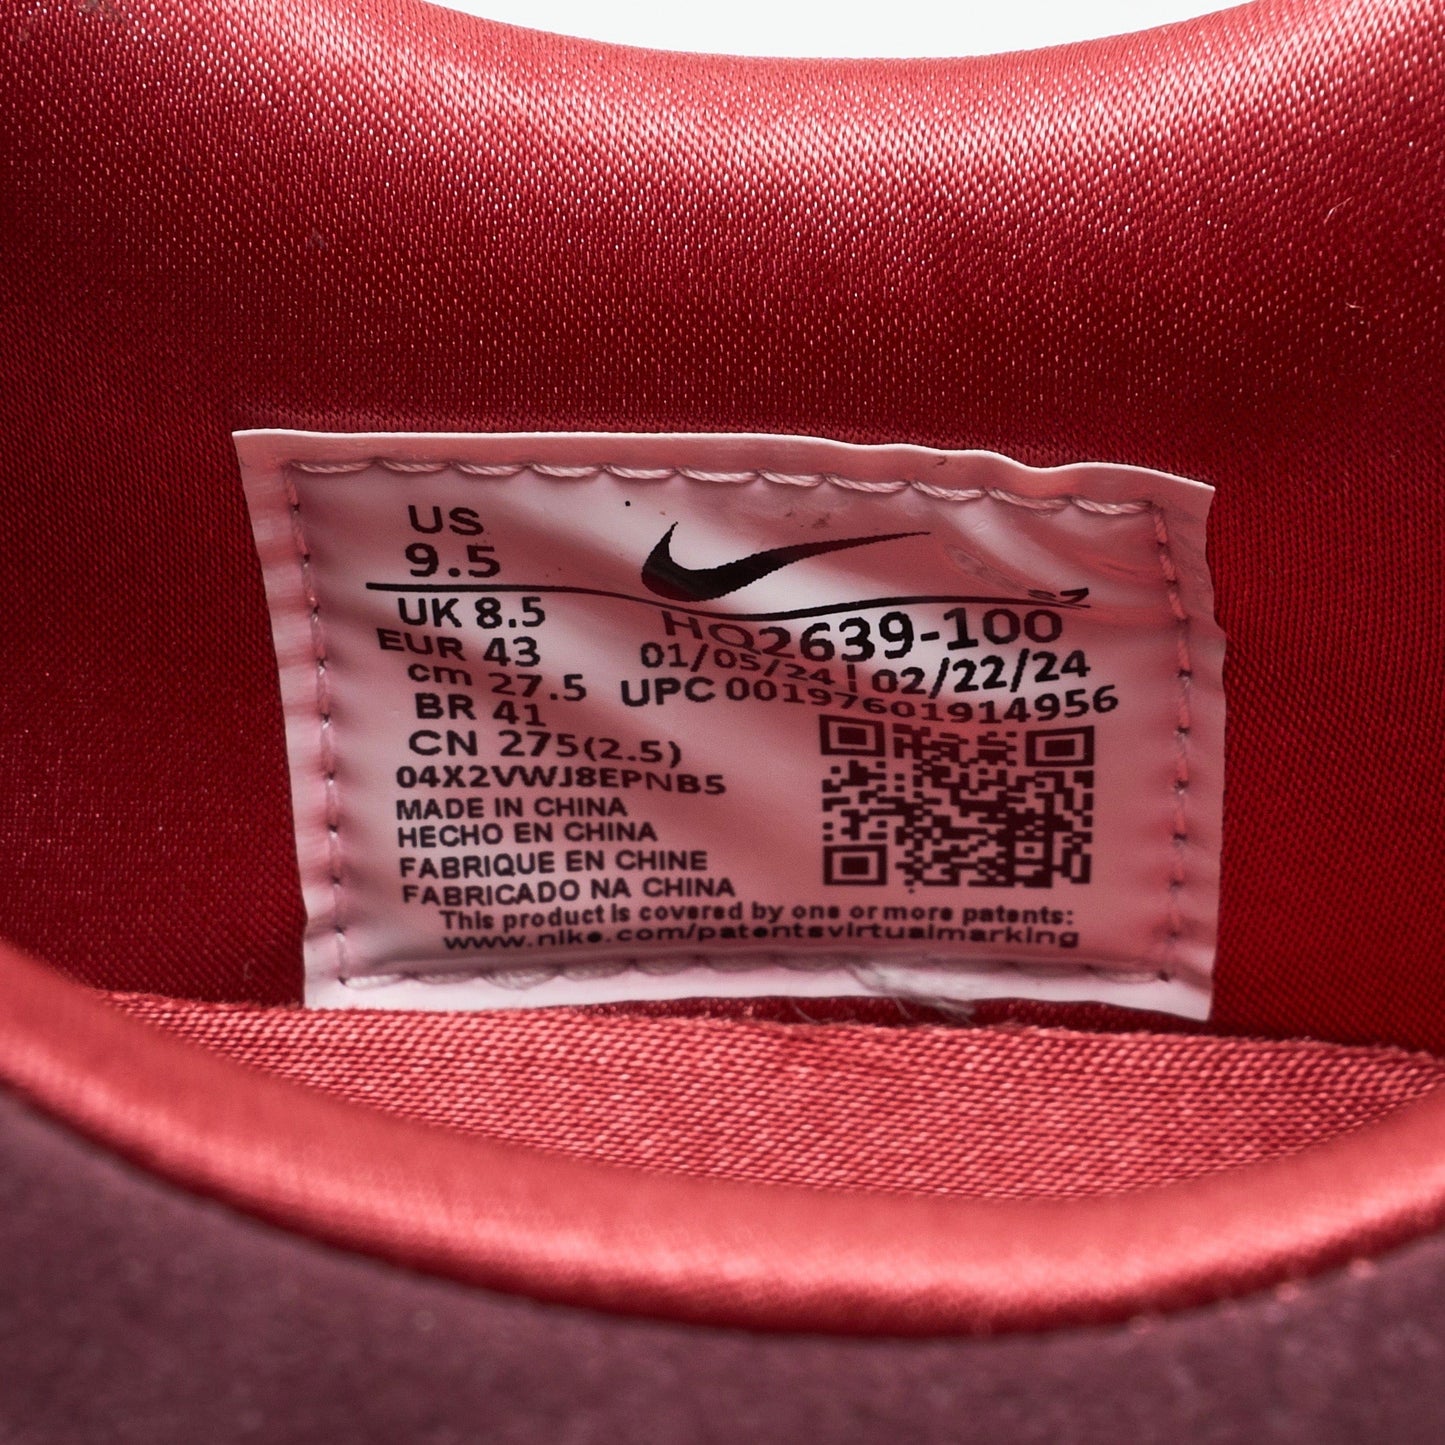 US
9.5
UK 8.5
EUR 43
cm 27.5
BR 41
CN 275(2.5)
04X2VWJ8EPNB5
MADE IN CHINA
HECHO EN CHINA
FABRIQUE EN CHINE
FABRICADO NA CHINA
HQ2639-100
01/05/24 | 02/22/24
UPC 00197601914956
This product is covered by one or more patents:
www.nike.com/patentsvirtualmarking